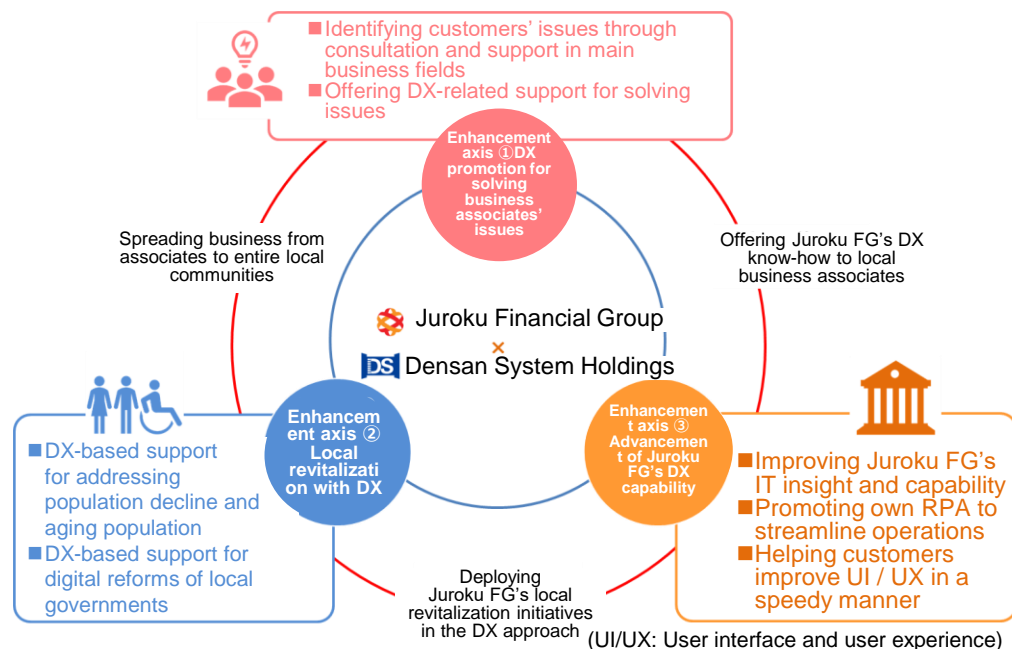 ■Identifying customers' issues through
consultation and support in main
business fields
■Offering DX-related support for solving
issues
Enhancement
axis ①DX
promotion for
solving
business
associates'
issues
Spreading business from
associates to entire local
communities
Offering Juroku FG's DX
know-how to local
business associates
Juroku Financial Group
×
DS Densan System Holdings
Enhancem
ent axis ②
Local
revitalizati
on with DX
Enhancemen
t axis ③
Advancemen
t of Juroku
FG's DX
capability
■DX-based support
for addressing
population decline and
aging population
■DX-based support for
digital reforms of local
governments
■Improving Juroku FG's
IT insight and capability
■Promoting own RPA to
streamline operations
■Helping customers
improve UI / UX in a
speedy manner
Deploying
Juroku FG's local
revitalization initiatives
in the DX approach
(UI/UX: User interface and user experience)